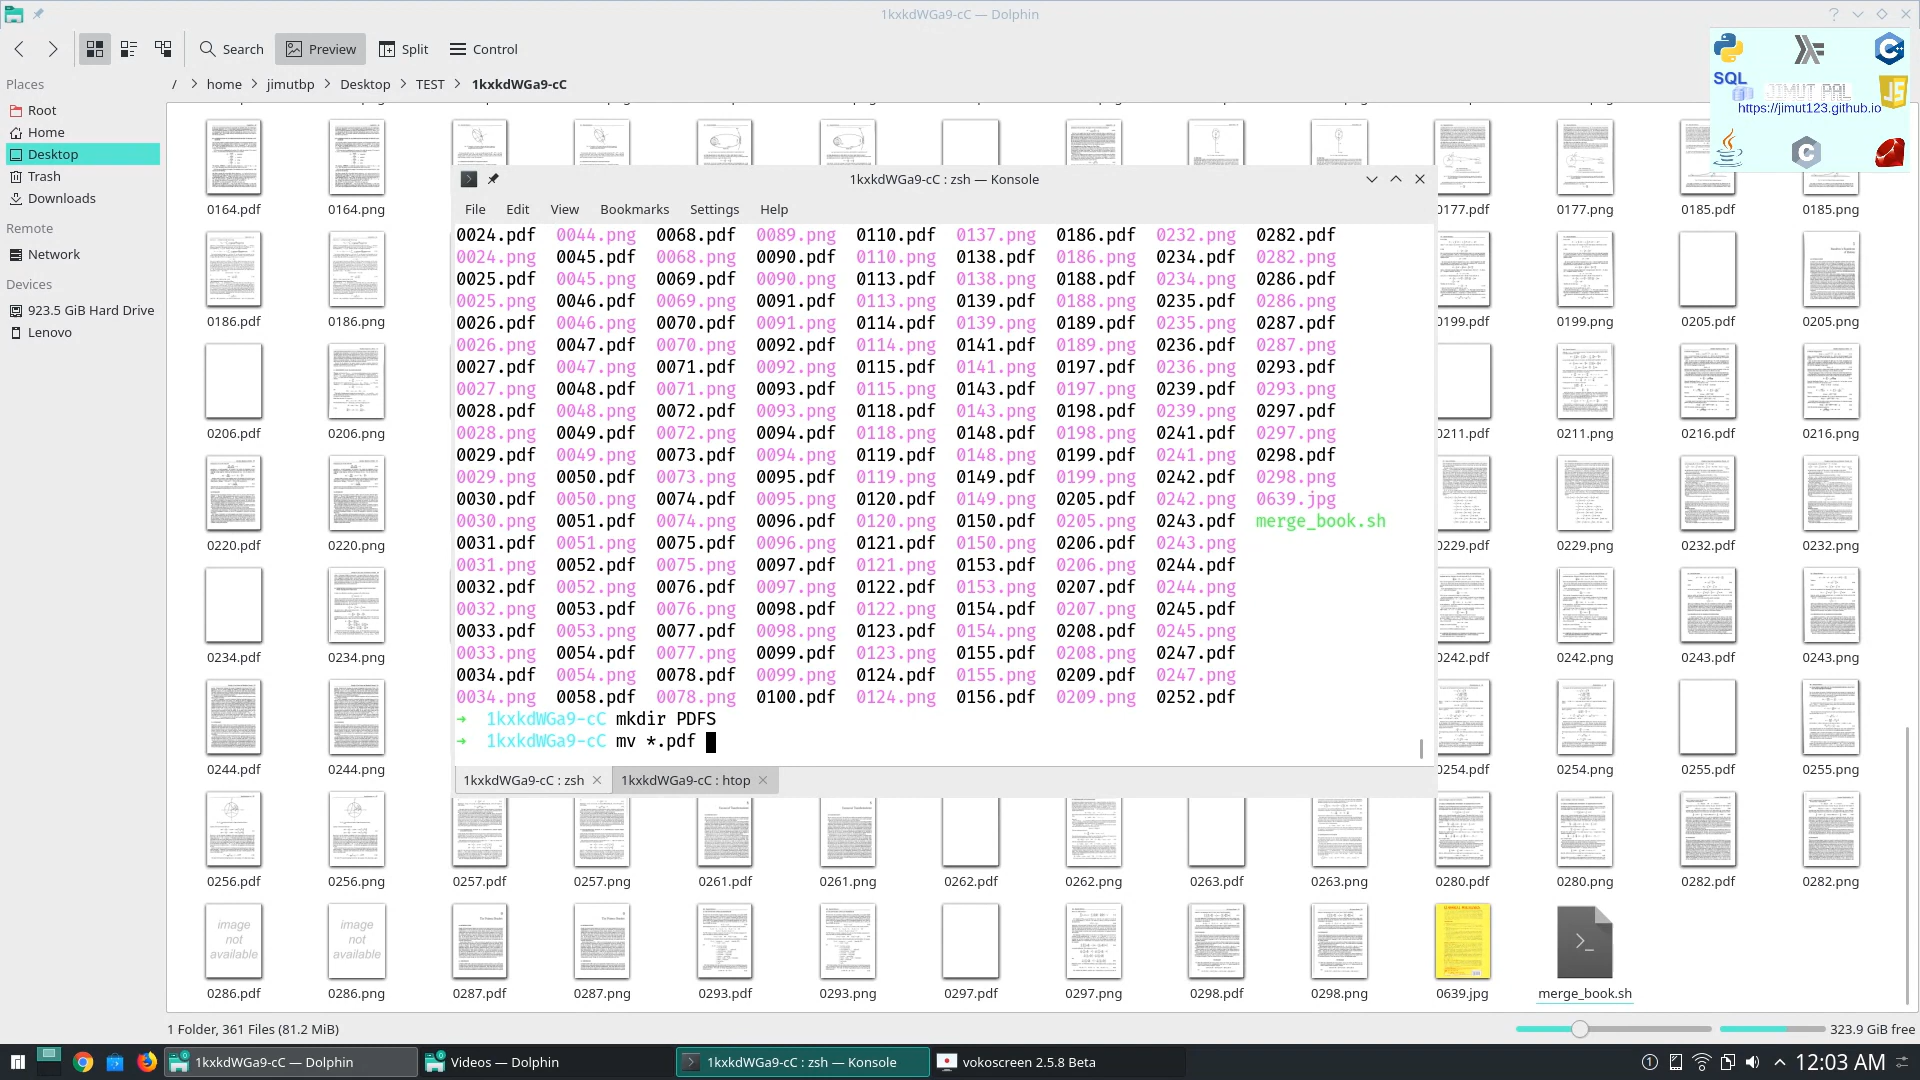 1kxkdWGa9-cC — Dolphin
Search Preview Split Control
/ > home > jimutbp > Desktop > TEST > 1kxkdWGa9-cC
Places
Root
Home
Desktop
Trash
Downloads
Remote
Network
Devices
923.5 GiB Hard Drive
Lenovo
SQL
JIMUT PAL
https://jimut123.github.io
JS
C++
C
0164.pdf 0164.png 0177.pdf 0177.png 0185.pdf 0185.png
0186.pdf 0186.png 0199.pdf 0199.png 0205.pdf 0205.png
0206.pdf 0206.png 0211.pdf 0211.png 0216.pdf 0216.png
0220.pdf 0220.png 0229.pdf 0229.png 0232.pdf 0232.png
0234.pdf 0234.png 0242.pdf 0242.png 0243.pdf 0243.png
0244.pdf 0244.png 0254.pdf 0254.png 0255.pdf 0255.png
1kxkdWGa9-cC : zsh — Konsole
File Edit View Bookmarks Settings Help
0024.pdf 0044.png 0068.pdf 0089.png 0110.pdf 0137.png 0186.pdf 0232.png 0282.pdf
0024.png 0045.pdf 0068.png 0090.pdf 0110.png 0138.pdf 0186.png 0234.pdf 0282.png
0025.pdf 0045.png 0069.pdf 0090.png 0113.pdf 0138.png 0188.pdf 0234.png 0286.pdf
0025.png 0046.pdf 0069.png 0091.pdf 0113.png 0139.pdf 0188.png 0235.pdf 0286.png
0026.pdf 0046.png 0070.pdf 0091.png 0114.pdf 0139.png 0189.pdf 0235.png 0287.pdf
0026.png 0047.pdf 0070.png 0092.pdf 0114.png 0141.pdf 0189.png 0236.pdf 0287.png
0027.pdf 0047.png 0071.pdf 0092.png 0115.pdf 0141.png 0197.pdf 0236.png 0293.pdf
0027.png 0048.pdf 0071.png 0093.pdf 0115.png 0143.pdf 0197.png 0239.pdf 0293.png
0028.pdf 0048.png 0072.pdf 0093.png 0118.pdf 0143.png 0198.pdf 0239.png 0297.pdf
0028.png 0049.pdf 0072.png 0094.pdf 0118.png 0148.pdf 0198.png 0241.pdf 0297.png
0029.pdf 0049.png 0073.pdf 0094.png 0119.pdf 0148.png 0199.pdf 0241.png 0298.pdf
0029.png 0050.pdf 0073.png 0095.pdf 0119.png 0149.pdf 0199.png 0242.pdf 0298.png
0030.pdf 0050.png 0074.pdf 0095.png 0120.pdf 0149.png 0205.pdf 0242.png 0639.jpg
0030.png 0051.pdf 0074.png 0096.pdf 0120.png 0150.pdf 0205.png 0243.pdf merge_book.sh
0031.pdf 0051.png 0075.pdf 0096.png 0121.pdf 0150.png 0206.pdf 0243.png
0031.png 0052.pdf 0075.png 0097.pdf 0121.png 0153.pdf 0206.png 0244.pdf
0032.pdf 0052.png 0076.pdf 0097.png 0122.pdf 0153.png 0207.pdf 0244.png
0032.png 0053.pdf 0076.png 0098.pdf 0122.png 0154.pdf 0207.png 0245.pdf
0033.pdf 0053.png 0077.pdf 0098.png 0123.pdf 0154.png 0208.pdf 0245.png
0033.png 0054.pdf 0077.png 0099.pdf 0123.png 0155.pdf 0208.png 0247.pdf
0034.pdf 0054.png 0078.pdf 0099.png 0124.pdf 0155.png 0209.pdf 0247.png
0034.png 0058.pdf 0078.png 0100.pdf 0124.png 0156.pdf 0209.png 0252.pdf
→ 1kxkdWGa9-cC mkdir PDFS
→ 1kxkdWGa9-cC mv *.pdf
1kxkdWGa9-cC : zsh 1kxkdWGa9-cC : htop
0256.pdf 0256.png 0257.pdf 0257.png 0261.pdf 0261.png 0262.pdf 0262.png 0263.pdf 0263.png 0280.pdf 0280.png 0282.pdf 0282.png
image not available image not available
0286.pdf 0286.png 0287.pdf 0287.png 0293.pdf 0293.png 0297.pdf 0297.png 0298.pdf 0298.png 0639.jpg merge_book.sh
1 Folder, 361 Files (81.2 MiB) 323.9 GiB free
1kxkdWGa9-cC — Dolphin Videos — Dolphin 1kxkdWGa9-cC : zsh — Konsole vokoscreen 2.5.8 Beta 12:03 AM